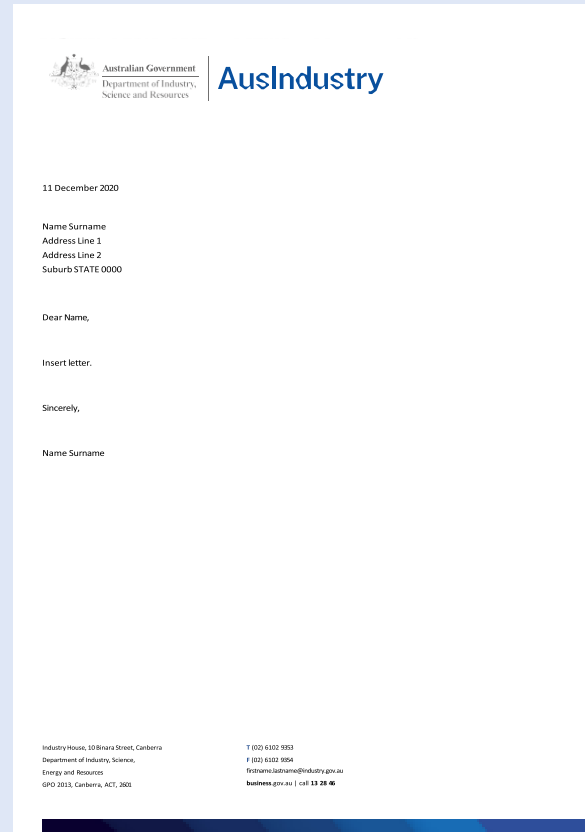 Australian Government
Department of Industry,
Science and Resources
AusIndustry
11 December 2020
Name Surname
Address Line 1
Address Line 2
Suburb STATE 0000
Dear Name,
Insert letter.
Sincerely,
Name Surname
Industry House, 10 Binara Street, Canberra
Department of Industry, Science,
Energy and Resources
GPO 2013, Canberra, ACT, 2601
T (02) 6102 9353
F (02) 6102 9354
firstname.lastname@industry.gov.au
business.gov.au | call 13 28 46